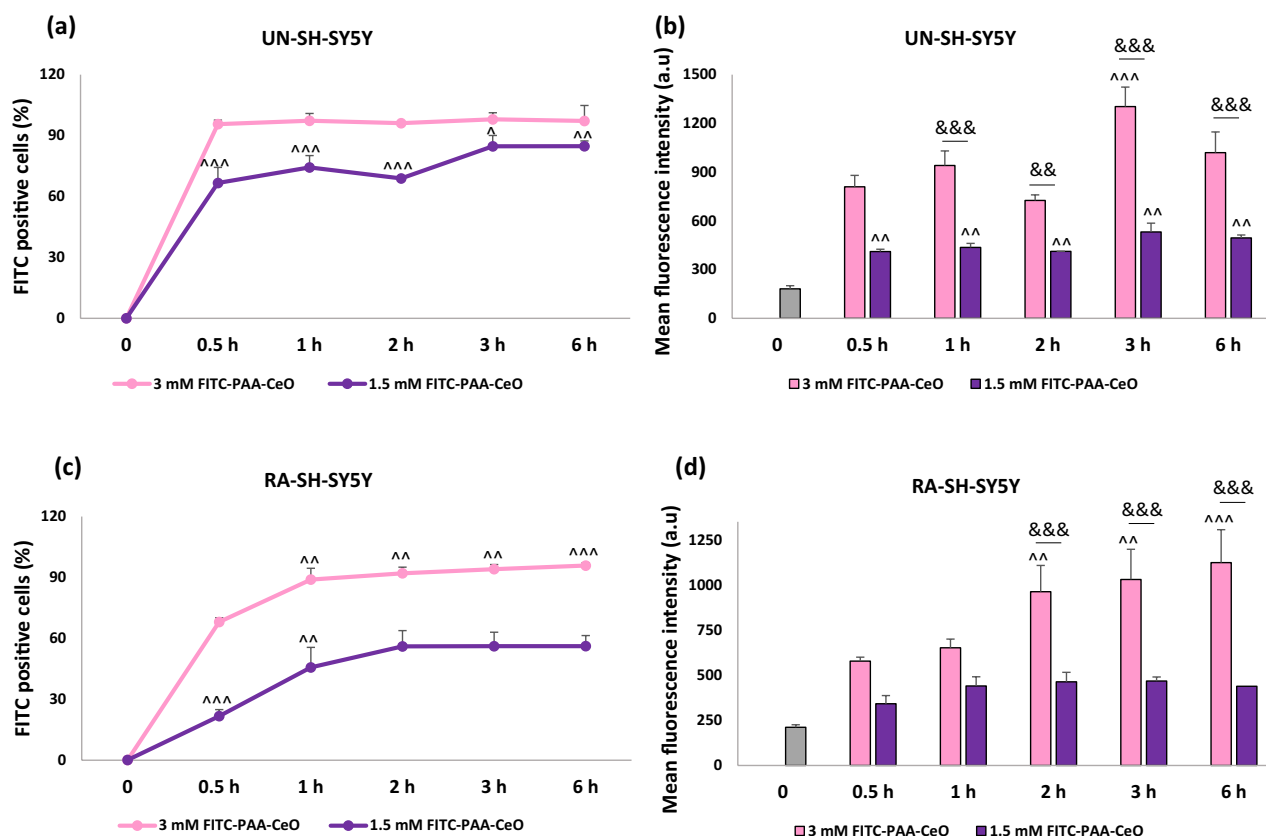 (a)
UN-SH-SY5Y
FITC positive cells (%)
120
90
60
30
0
^^^
^^^
^^^
^
^^
0 0.5 h 1 h 2 h 3 h 6 h
3 mM FITC-PAA-CeO 1.5 mM FITC-PAA-CeO
(b)
UN-SH-SY5Y
Mean fluorescence intensity (a.u)
1500
1200
900
600
300
0
^^
&&&
^^
&&
^^
&&&
^^^
^^
&&&
^^
0 0.5 h 1 h 2 h 3 h 6 h
3 mM FITC-PAA-CeO 1.5 mM FITC-PAA-CeO
(c)
RA-SH-SY5Y
FITC positive cells (%)
120
90
60
30
0
^^ ^^ ^^ ^^^
^^^ ^^
0 0.5 h 1 h 2 h 3 h 6 h
3 mM FITC-PAA-CeO 1.5 mM FITC-PAA-CeO
(d)
RA-SH-SY5Y
Mean fluorescence intensity (a.u)
1250
1000
750
500
250
0
&&&
^^
&&&
^^
&&&
^^^
0 0.5 h 1 h 2 h 3 h 6 h
3 mM FITC-PAA-CeO 1.5 mM FITC-PAA-CeO